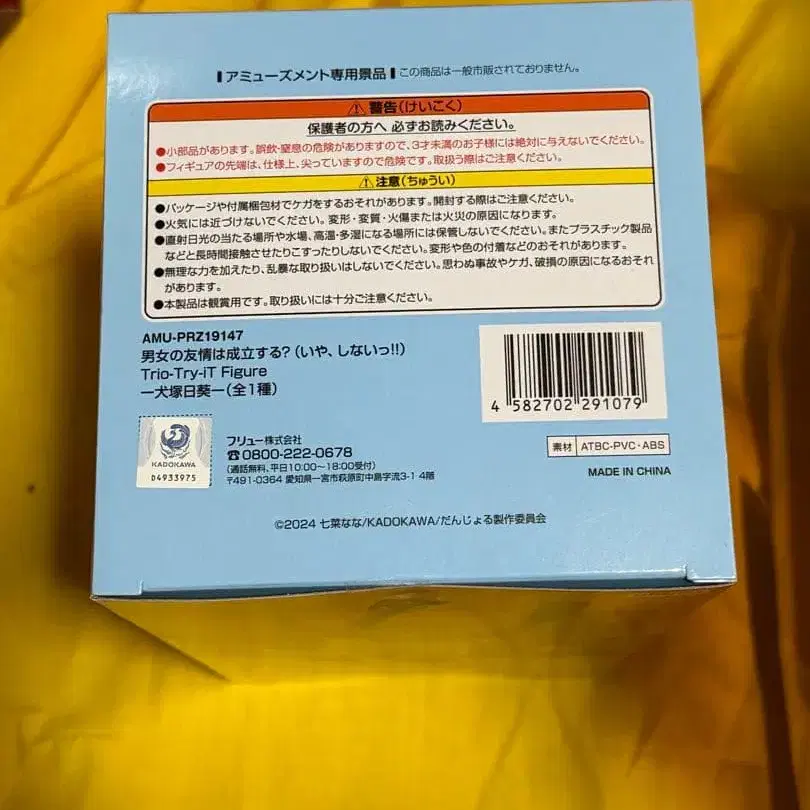 アミューズメント専用景品 この商品は一般市販されておりません。
警告(けいこく)
保護者の方へ 必ずお読みください。
●小部品があります。誤飲・窒息の危険がありますので、3才未満のお子様には絶対に与えないでください。
●フィギュアの先端は、仕様上、尖っていますので危険です。取扱う際はご注意ください。
注意(ちゅうい)
●パッケージや付属梱包材でケガをするおそれがあります。開封する際はご注意ください。
●火気には近づけないでください。変形・変質・火傷または火災の原因になります。
●直射日光の当たる場所や水場、高温・多湿になる場所には保管しないでください。またプラスチック製品
などと長時間接触させたりこすったりしないでください。変形や色の付着などのおそれがあります。
●無理な力を加えたり、乱暴な取り扱いはしないでください。思わぬ事故やケガ、破損の原因になるおそれ
があります。
●本製品は観賞用です。取り扱いには十分ご注意ください。
AMU-PRZ19147
男女の友情は成立する?(いや、しないっ!!)
Trio-Try-iT Figure
ー犬塚日葵ー(全1種)
4 582702 291079
KADOKAWA
04933975
フリュー株式会社
☎0800-222-0678
(通話無料、平日10:00~18:00受付)
〒491-0364 愛知県一宮市萩原町中島字流3-1 4階
素材 ATBC-PVC・ABS
MADE IN CHINA
©2024 七菜なな/KADOKAWA/だんじょる製作委員会